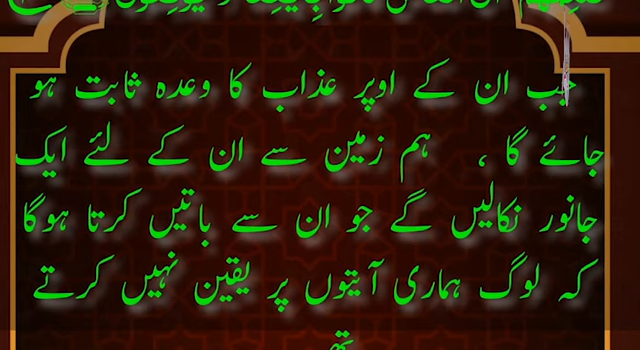 جب ان کے اوپر عذاب کا وعدہ ثابت ہو
جائے گا ، ہم زمین سے ان کے لئے ایک
جانور نکالیں گے جو ان سے باتیں کرتا ہوگا
کہ لوگ ہماری آیتوں پر یقین نہیں کرتے
تھے